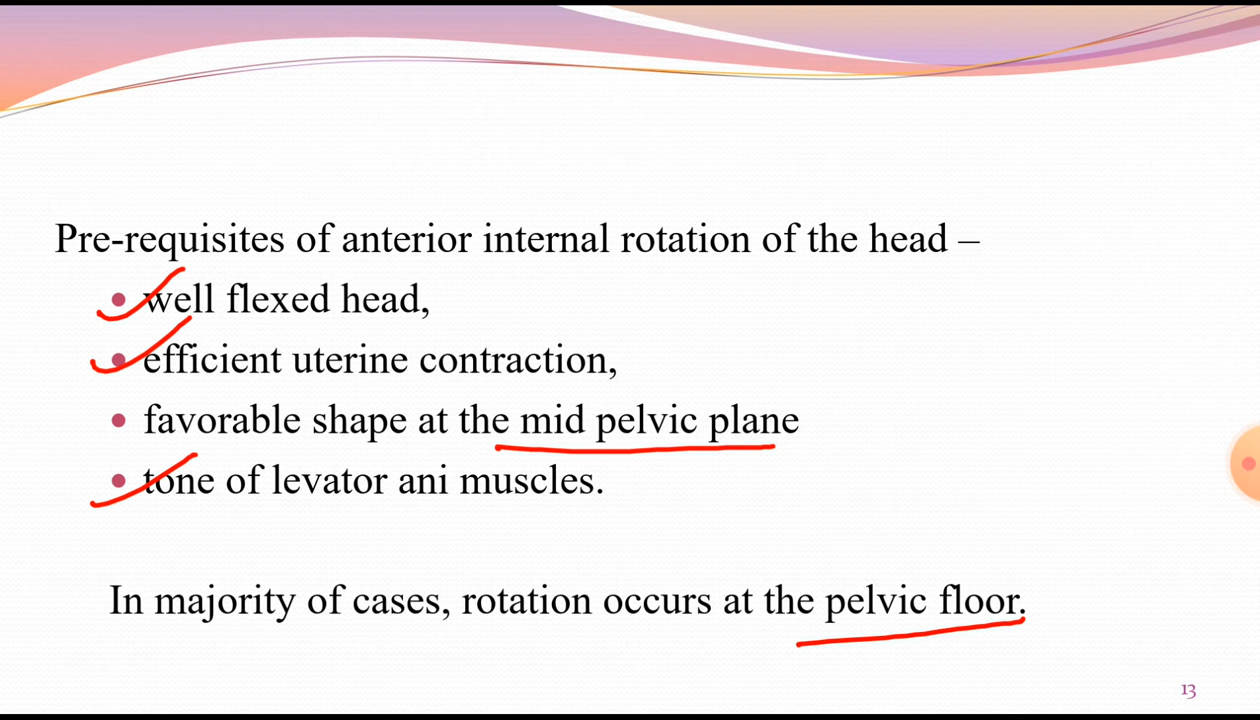 Pre-requisites of anterior internal rotation of the head –
• well flexed head,
• efficient uterine contraction,
• favorable shape at the mid pelvic plane
• tone of levator ani muscles.
In majority of cases, rotation occurs at the pelvic floor.
13